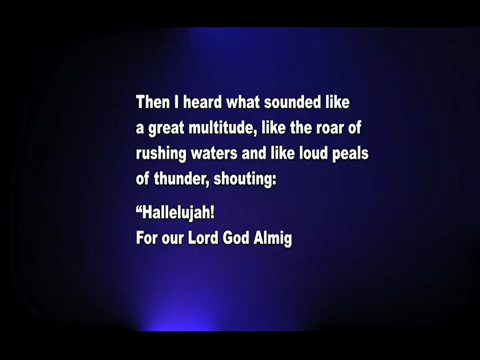 Then I heard what sounded like
a great multitude, like the roar of
rushing waters and like loud peals
of thunder, shouting:
“Hallelujah!
For our Lord God Almig